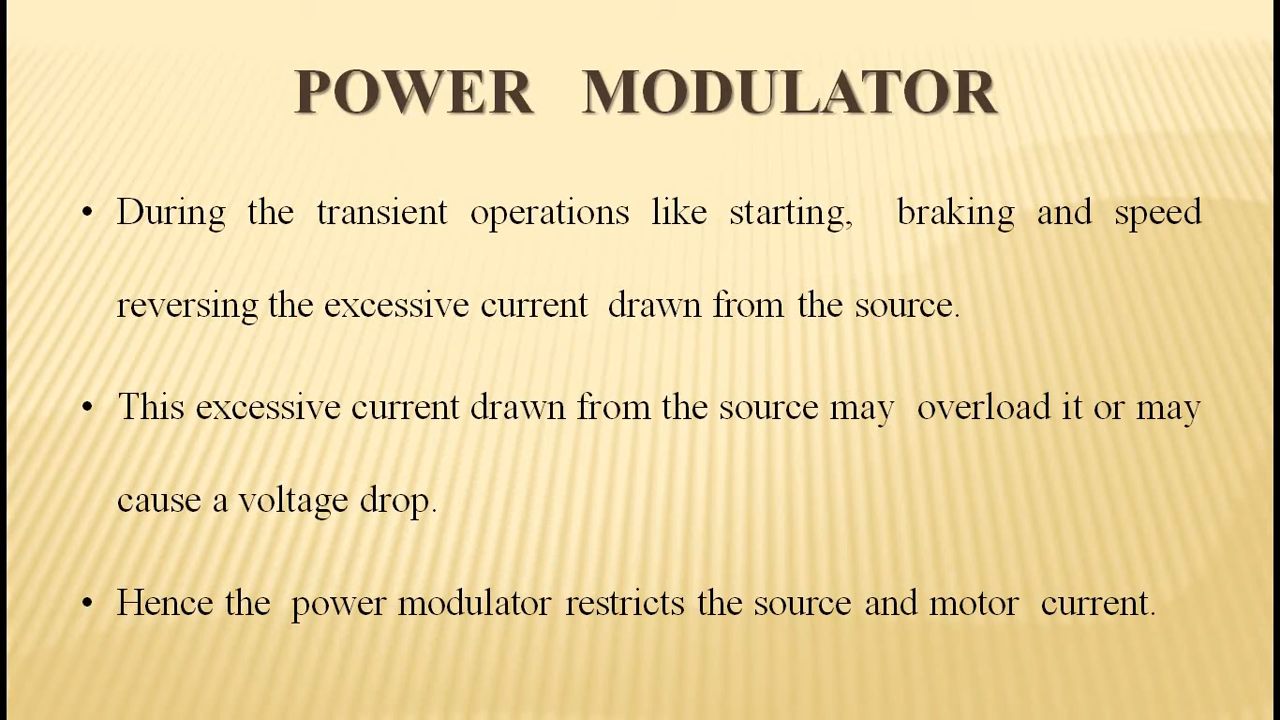 POWER MODULATOR
• During the transient operations like starting, braking and speed
reversing the excessive current drawn from the source.
• This excessive current drawn from the source may overload it or may
cause a voltage drop.
• Hence the power modulator restricts the source and motor current.